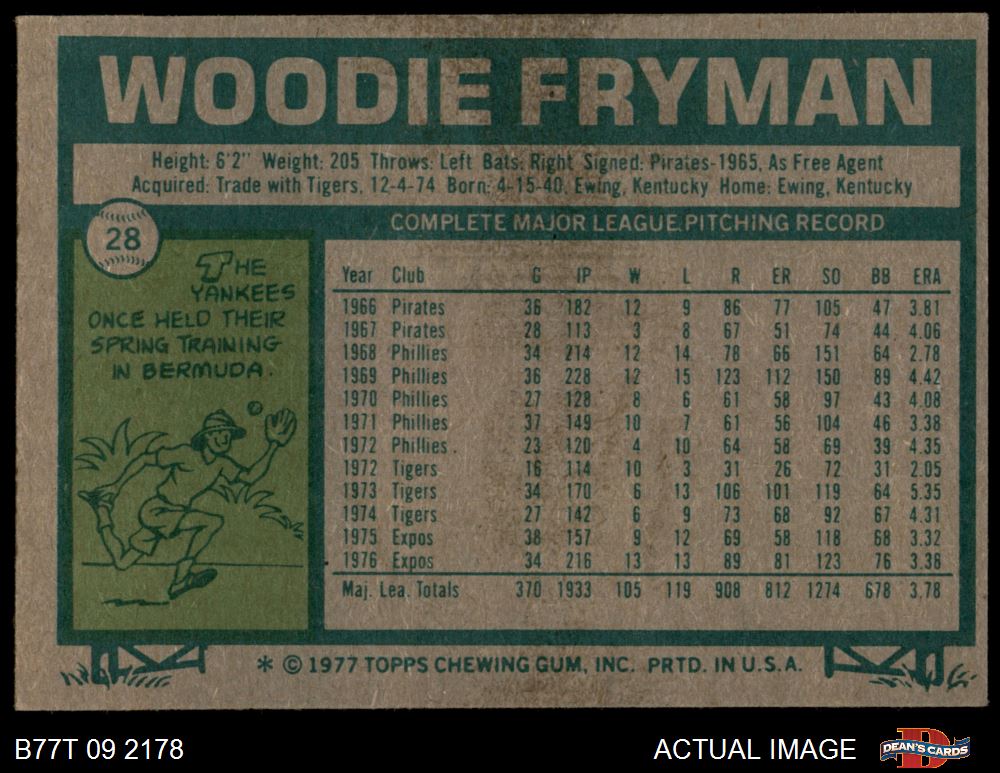 WOODIE FRYMAN
Height: 6'2" Weight: 205 Throws: Left Bats: Right Signed: Pirates-1965, As Free Agent
Acquired: Trade with Tigers, 12-4-74 Born: 4-15-40, Ewing, Kentucky Home: Ewing, Kentucky
28
THE
YANKEES
ONCE HELD THEIR
SPRING TRAINING
IN BERMUDA.
COMPLETE MAJOR LEAGUE PITCHING RECORD
Year Club G IP W L R ER SO BB ERA
1966 Pirates 36 182 12 9 86 77 105 47 3.81
1967 Pirates 28 113 3 8 67 51 74 44 4.06
1968 Phillies 34 214 12 14 78 66 151 64 2.78
1969 Phillies 36 228 12 15 123 112 150 89 4.42
1970 Phillies 27 128 8 6 61 58 97 43 4.08
1971 Phillies 37 149 10 7 61 56 104 46 3.38
1972 Phillies 23 120 4 10 64 58 69 39 4.35
1972 Tigers 16 114 10 3 31 26 72 31 2.05
1973 Tigers 34 170 6 13 106 101 119 64 5.35
1974 Tigers 27 142 6 9 73 68 92 67 4.31
1975 Expos 38 157 9 12 69 58 118 68 3.32
1976 Expos 34 216 13 13 89 81 123 76 3.38
Maj. Lea. Totals 370 1933 105 119 908 812 1274 678 3.78
* © 1977 TOPPS CHEWING GUM, INC. PRTD. IN U.S.A.
B77T 09 2178
ACTUAL IMAGE
DEAN'S CARDS